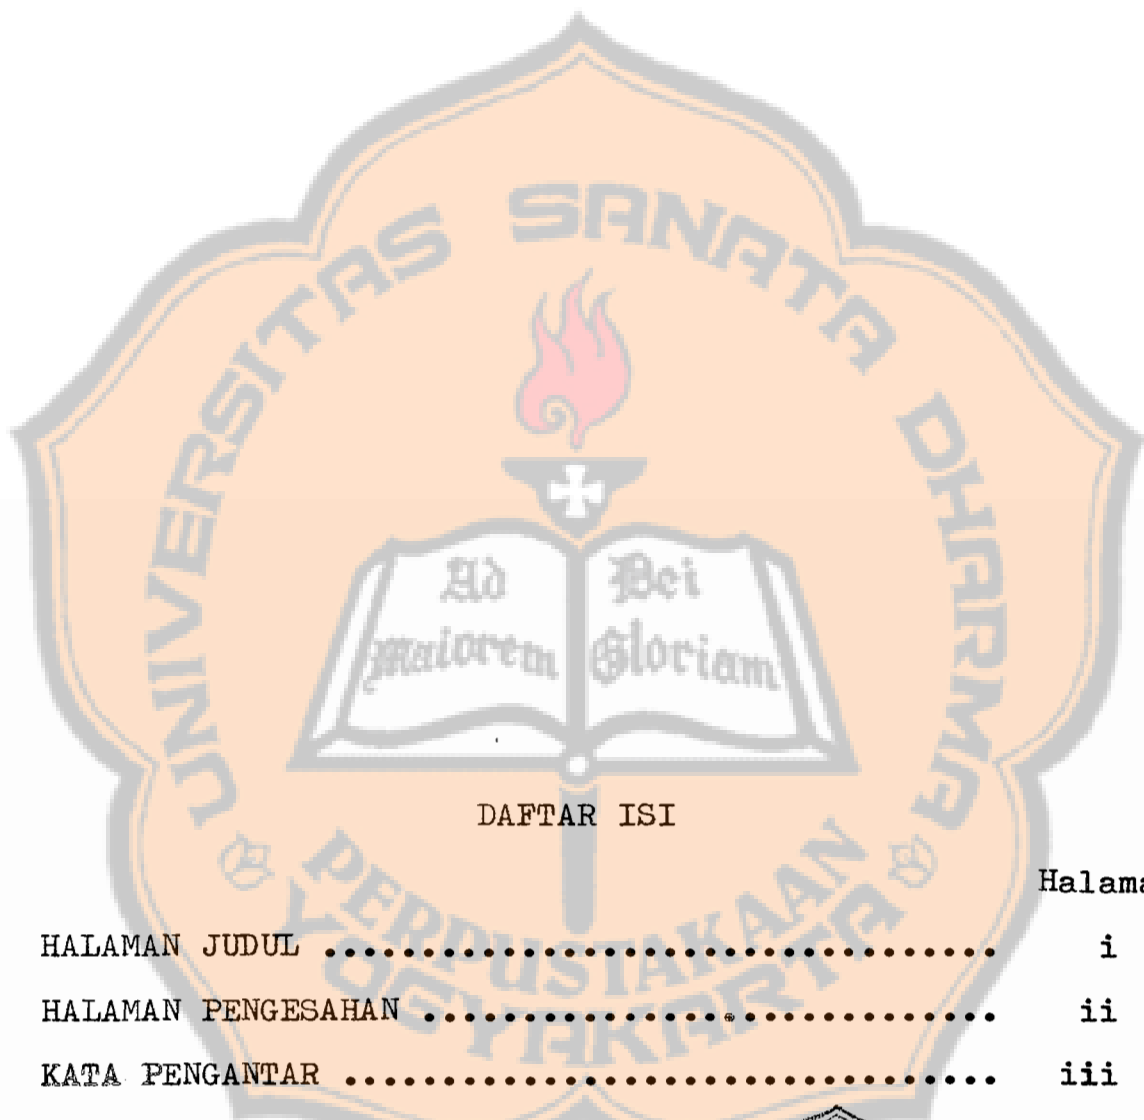 UNIVERSITAS SANATA DHARMA
Ad Dei
Maiorem Gloriam
DAFTAR ISI
PERPUSTAKAAN
YOGYAKARTA
Halama
HALAMAN JUDUL .................................. i
HALAMAN PENGESAHAN ............................. ii
KATA PENGANTAR ................................. iii